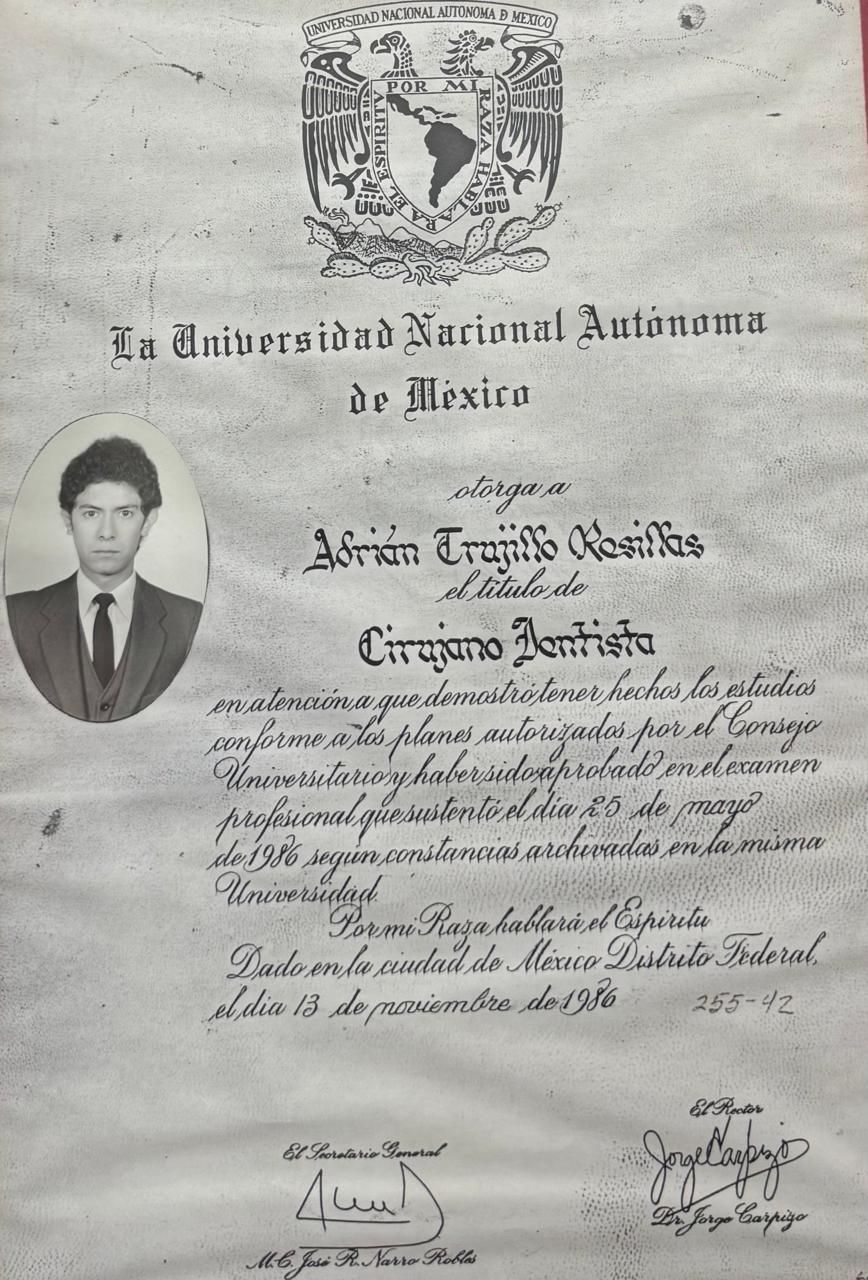 UNIVERSIDAD NACIONAL AUTONOMA D MEXICO
POR MI RAZA HABLARA EL ESPIRITU
La Universidad Nacional Autónoma
de México
otorga a
Adrián Trujillo Resillas
el título de
Cirujano Dentista
en atención a que demostró tener hechos los estudios
conforme a los planes autorizados por el Consejo
Universitario y haber sido aprobado en el examen
profesional que sustentó el día 25 de mayo
de 1986 según constancias archivadas en la misma
Universidad.
Por mi Raza hablará el Espíritu
Dado en la ciudad de México Distrito Federal,
el día 13 de noviembre de 1986
255-42
El Rector
Jorge Carpizo
Dr. Jorge Carpizo
El Secretario General
M.C. José R. Narro Robles